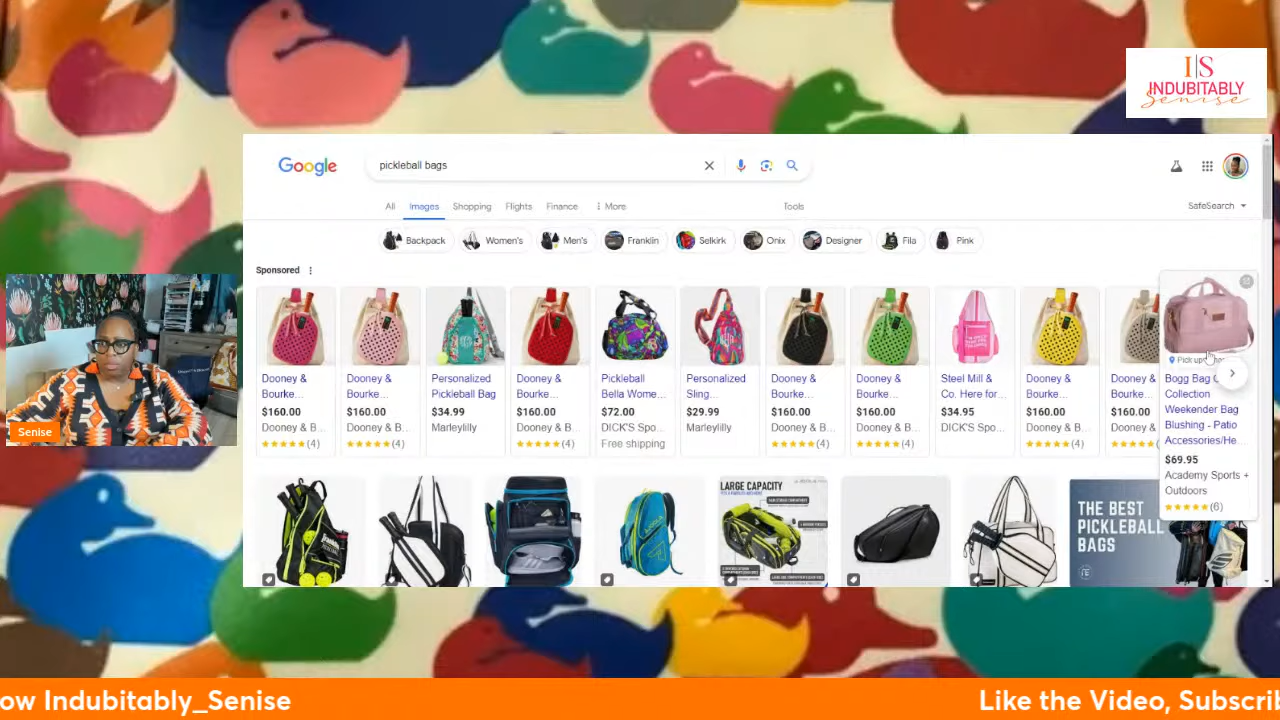 I|S
INDUBITABLY
Senise
Google
pickleball bags
All Images Shopping Flights Finance More Tools
SafeSearch
Backpack Women's Men's Franklin Selkirk Onix Designer Fila Pink
Sponsored
Dooney &
Bourke...
$160.00
Dooney & B...
(4)
Dooney &
Bourke...
$160.00
Dooney & B...
(4)
Personalized
Pickleball Bag
$34.99
Marleylilly
Dooney &
Bourke...
$160.00
Dooney & B...
(4)
Pickleball
Bella Wome...
$72.00
DICK'S Spo...
Free shipping
Personalized
Sling...
$29.99
Marleylilly
Dooney &
Bourke...
$160.00
Dooney & B...
(4)
Dooney &
Bourke...
$160.00
Dooney & B...
(4)
Steel Mill &
Co. Here for...
$34.95
DICK'S Spo...
Dooney &
Bourke...
$160.00
Dooney & B...
(4)
Dooney &
Bourke...
$160.00
Dooney & B
Pick up
Bogg Bag
Collection
Weekender Bag
Blushing - Patio
Accessories/He...
$69.95
Academy Sports +
Outdoors
(6)
LARGE CAPACITY
THE BEST
PICKLEBALL
BAGS
Senise
ow Indubitably_Senise
Like the Video, Subscrib